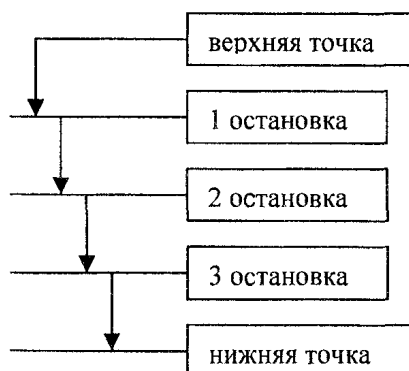 верхняя точка
1 остановка
2 остановка
3 остановка
нижняя точка